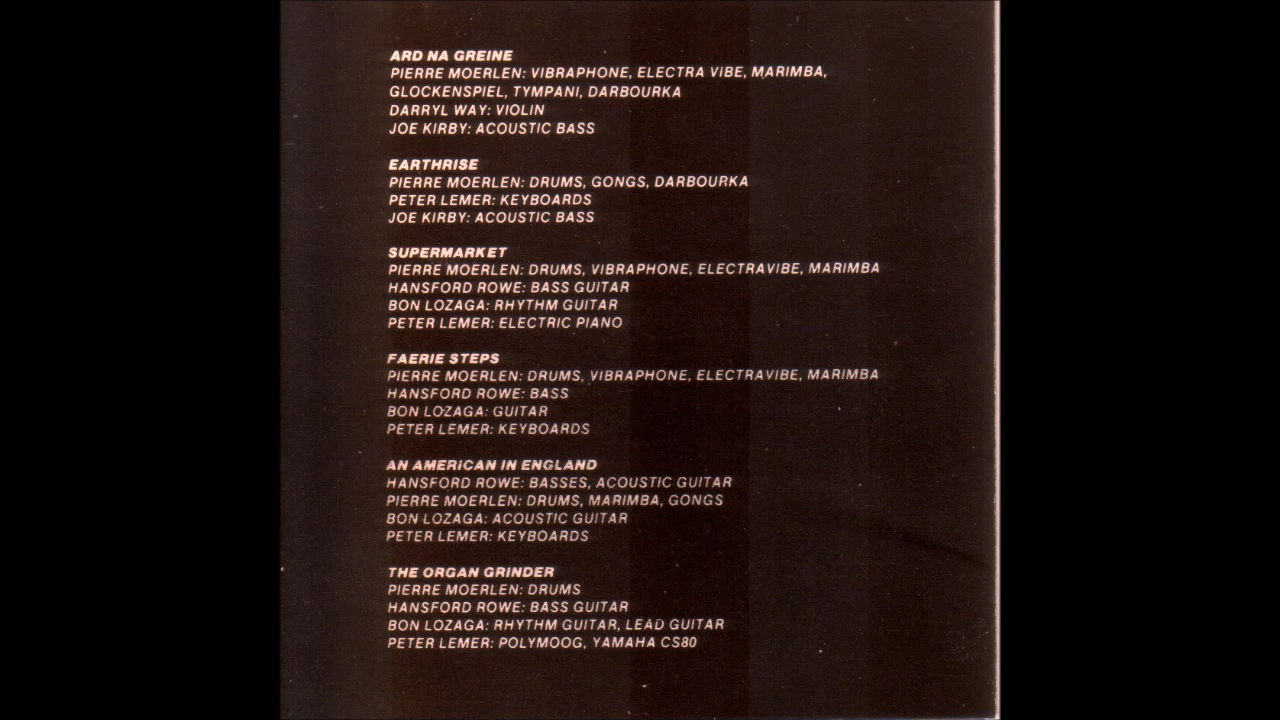 ARD NA GREINE
PIERRE MOERLEN: VIBRAPHONE, ELECTRA VIBE, MARIMBA,
GLOCKENSPIEL, TYMPANI, DARBOURKA
DARRYL WAY: VIOLIN
JOE KIRBY: ACOUSTIC BASS
EARTHRISE
PIERRE MOERLEN: DRUMS, GONGS, DARBOURKA
PETER LEMER: KEYBOARDS
JOE KIRBY: ACOUSTIC BASS
SUPERMARKET
PIERRE MOERLEN: DRUMS, VIBRAPHONE, ELECTRAVIBE, MARIMBA
HANSFORD ROWE: BASS GUITAR
BON LOZAGA: RHYTHM GUITAR
PETER LEMER: ELECTRIC PIANO
FAERIE STEPS
PIERRE MOERLEN: DRUMS, VIBRAPHONE, ELECTRAVIBE, MARIMBA
HANSFORD ROWE: BASS
BON LOZAGA: GUITAR
PETER LEMER: KEYBOARDS
AN AMERICAN IN ENGLAND
HANSFORD ROWE: BASSES, ACOUSTIC GUITAR
PIERRE MOERLEN: DRUMS, MARIMBA, GONGS
BON LOZAGA: ACOUSTIC GUITAR
PETER LEMER: KEYBOARDS
THE ORGAN GRINDER
PIERRE MOERLEN: DRUMS
HANSFORD ROWE: BASS GUITAR
BON LOZAGA: RHYTHM GUITAR, LEAD GUITAR
PETER LEMER: POLYMOOG, YAMAHA CS80